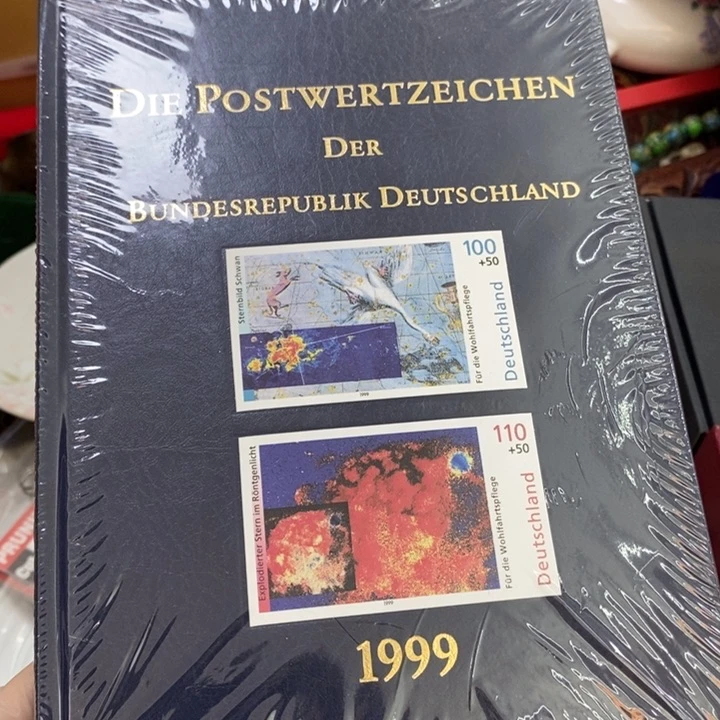 DIE POSTWERTZEICHEN
DER
BUNDESREPUBLIK DEUTSCHLAND
Sternbild Schwan
100
+50
Für die Wohlfahrtspflege
Deutschland
1999
Explodierter Stern im Röntgenlicht
110
+50
Für die Wohlfahrtspflege
Deutschland
1999
1999